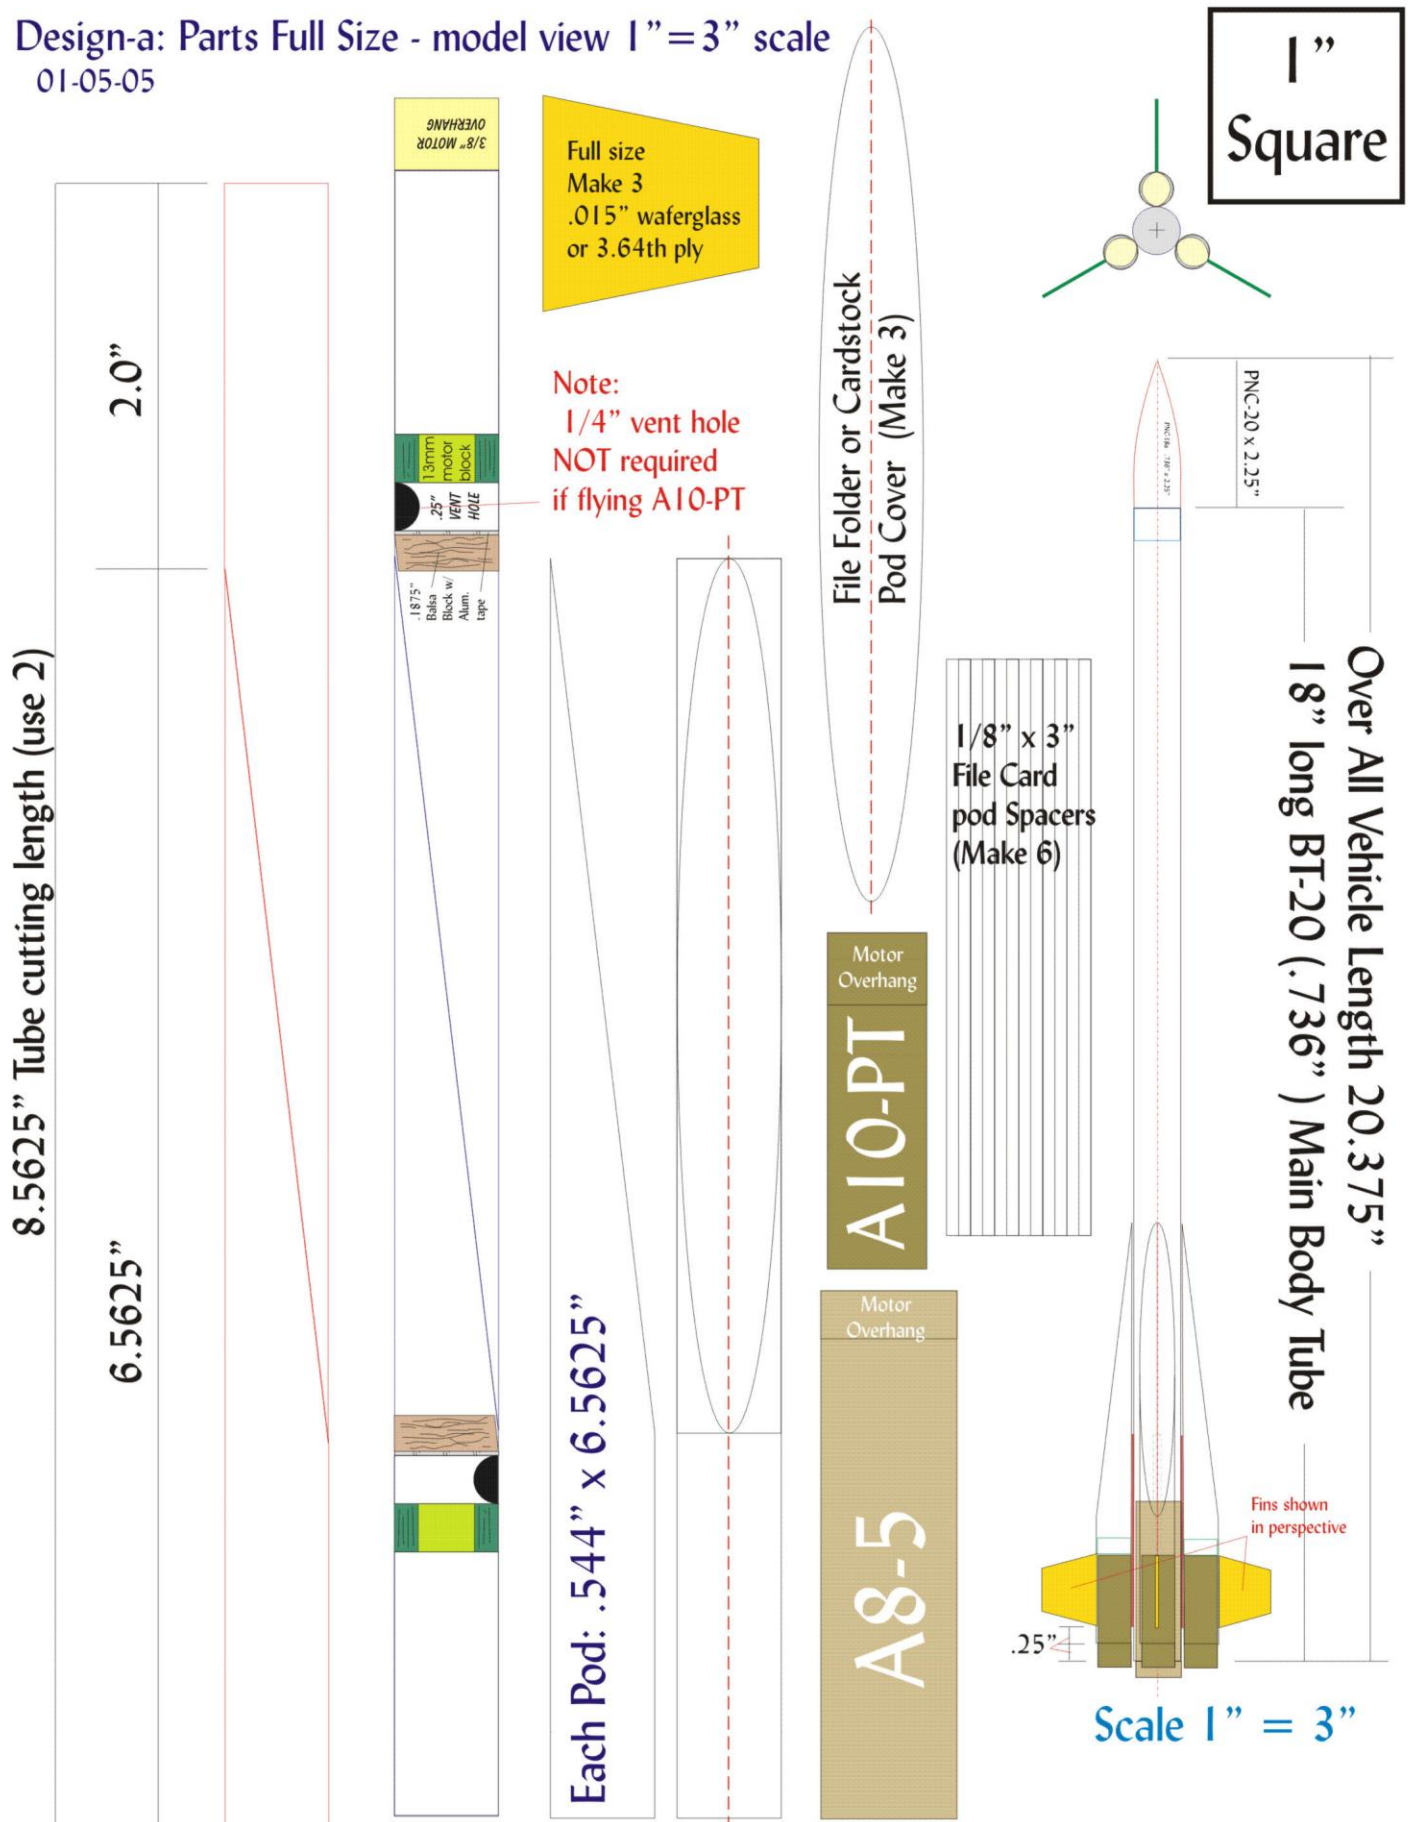 Design-a: Parts Full Size - model view 1”=3” scale
01-05-05
1”
Square
3/8” MOTOR
OVERHANG
Full size
Make 3
.015” waferglass
or 3.64th ply
2.0”
8.5625” Tube cutting length (use 2)
6.5625”
13mm
motor
block
.25”
VENT
HOLE
.1875”
Balsa
Block w/
Alum.
tape
Note:
1/4” vent hole
NOT required
if flying A10-PT
File Folder or Cardstock
Pod Cover (Make 3)
1/8” x 3”
File Card
pod Spacers
(Make 6)
Motor
Overhang
A10-PT
Motor
Overhang
A8-5
Each Pod: .544” x 6.5625”
PNC-20 x 2.25”
Over All Vehicle Length 20.375”
18” long BT-20 (.736” ) Main Body Tube
Fins shown
in perspective
.25”
Scale 1” = 3”